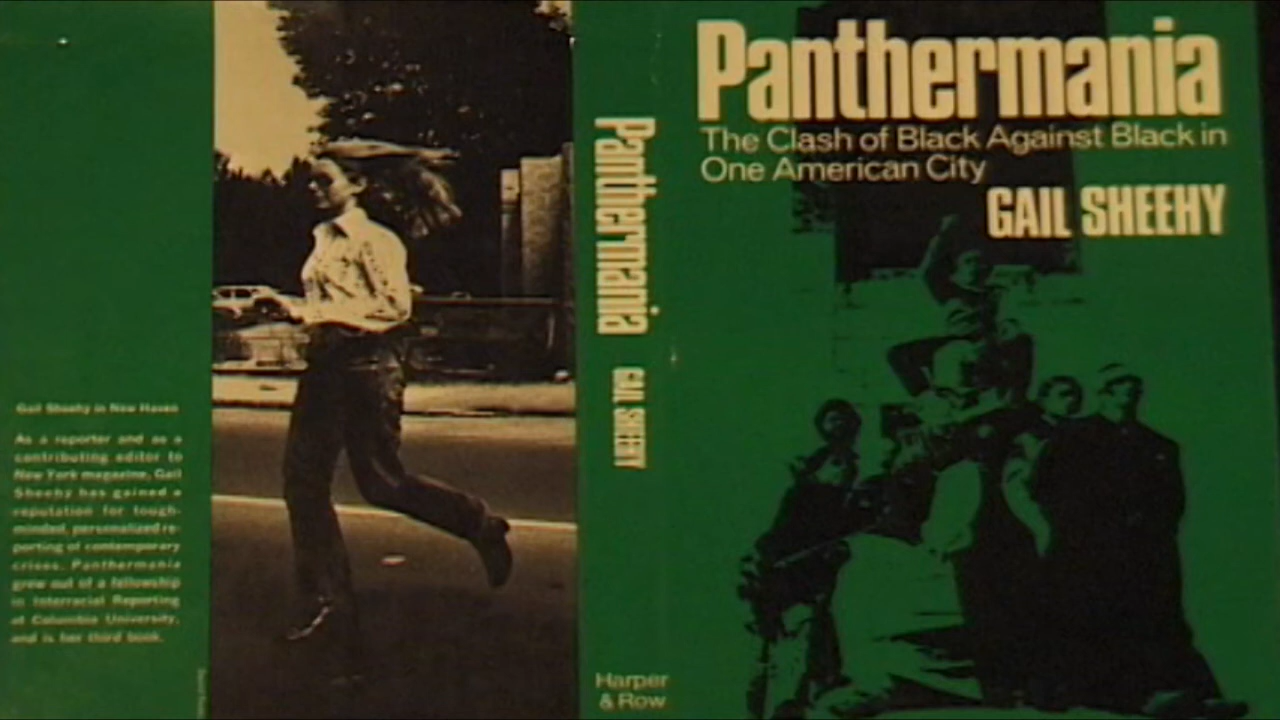 Gail Sheehy in New Haven
As a reporter and as a
contributing editor to
New York magazine, Gail
Sheehy has gained a
reputation for tough-
minded, personalized re-
porting of contemporary
crises. Panthermania
grew out of a fellowship
in Interracial Reporting
at Columbia University,
and is her third book.
Panthermania
GAIL SHEEHY
Harper
& Row
Panthermania
The Clash of Black Against Black in
One American City
GAIL SHEEHY